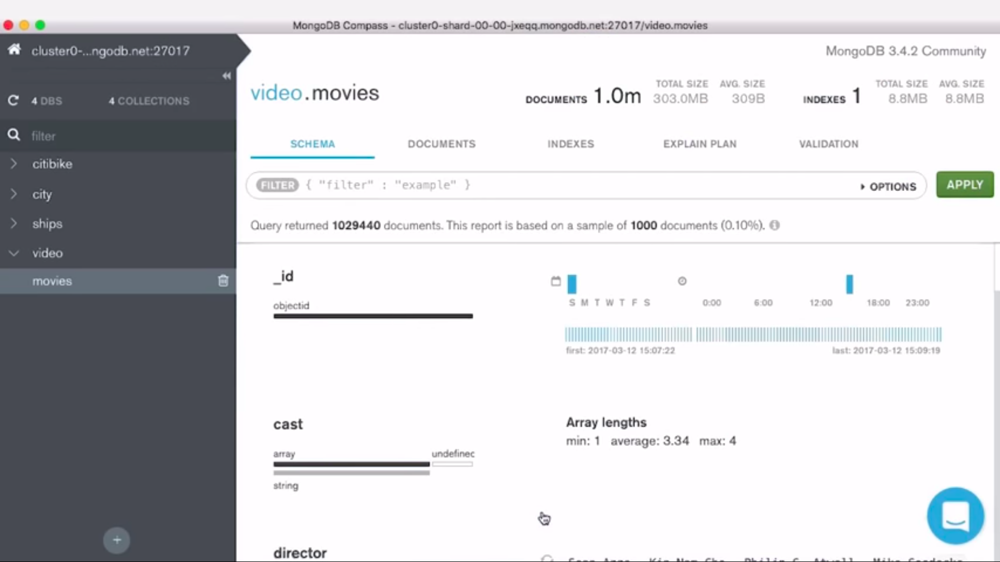 MongoDB Compass - cluster0-shard-00-00-jxeqq.mongodb.net:27017/video.movies
cluster0-...ngodb.net:27017
MongoDB 3.4.2 Community
4 DBS 4 COLLECTIONS
filter
citibike
city
ships
video
movies
video.movies
DOCUMENTS 1.0m
TOTAL SIZE AVG. SIZE
303.0MB 309B
INDEXES 1
TOTAL SIZE AVG. SIZE
8.8MB 8.8MB
SCHEMA DOCUMENTS INDEXES EXPLAIN PLAN VALIDATION
FILTER { "filter" : "example" } OPTIONS APPLY
Query returned 1029440 documents. This report is based on a sample of 1000 documents (0.10%).
_id
objectid
S M T W T F S 0:00 6:00 12:00 18:00 23:00
first: 2017-03-12 15:07:22 last: 2017-03-12 15:09:19
cast
array undefined
string
Array lengths
min: 1 average: 3.34 max: 4
director